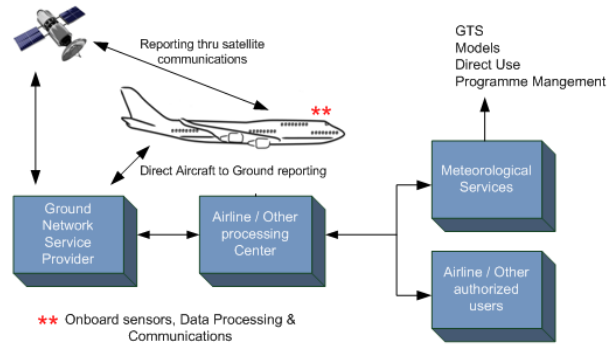 Reporting thru satellite
communications
GTS
Models
Direct Use
Programme Mangement
**
Direct Aircraft to Ground reporting
Ground
Network
Service
Provider
Airline / Other
processing
Center
Meteorological
Services
Airline / Other
authorized
users
** Onboard sensors, Data Processing &
Communications